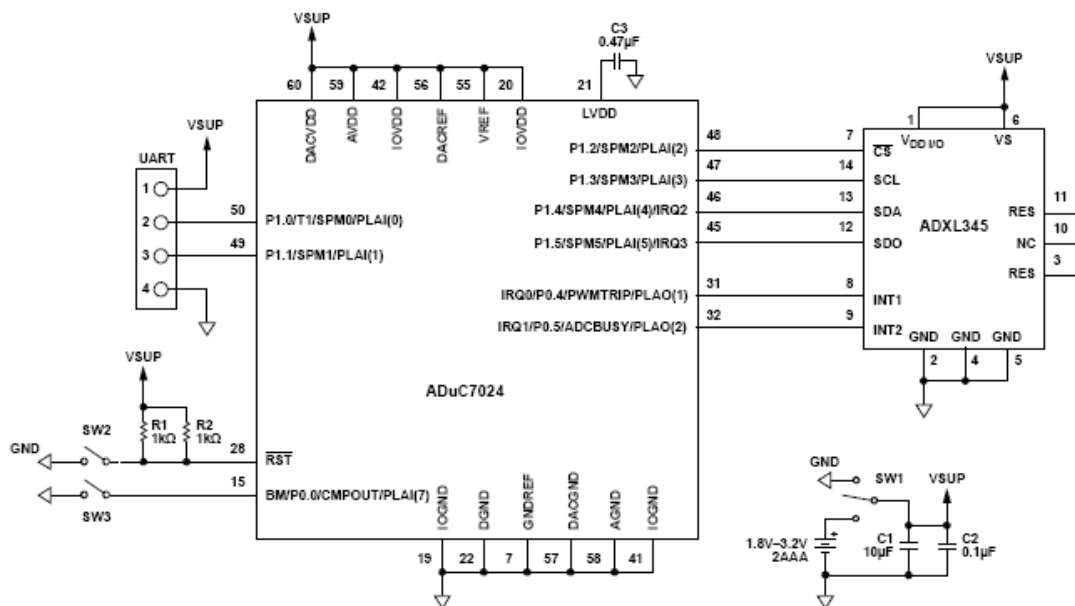 VSUP
C3
0.47µF
60 59 42 56 55 20 21
DACVDD
AVDD
IOVDD
DACREF
VREF
IOVDD
LVDD
VSUP
UART
1
2
3
4
50
P1.0/T1/SPM0/PLAI(0)
49
P1.1/SPM1/PLAI(1)
P1.2/SPM2/PLAI(2)
48
P1.3/SPM3/PLAI(3)
47
P1.4/SPM4/PLAI(4)/IRQ2
46
P1.5/SPM5/PLAI(5)/IRQ3
45
IRQ0/P0.4/PWMTRIP/PLAO(1)
31
IRQ1/P0.5/ADCBUSY/PLAO(2)
32
ADuC7024
VSUP
1 6
VDD I/O
VS
7
CS
14
SCL
13
SDA
12
SDO
8
INT1
9
INT2
ADXL345
RES
11
NC
10
RES
3
GND GND GND
2 4 5
VSUP
R1
1kΩ
R2
1kΩ
GND
SW2
28
RST
15
BM/P0.0/CMPOUT/PLAI(7)
SW3
IOGND
DGND
GNDREF
DACGND
AGND
IOGND
19 22 7 57 58 41
GND
SW1
VSUP
1.8V–3.2V
2AAA
+
C1
10µF
C2
0.1µF